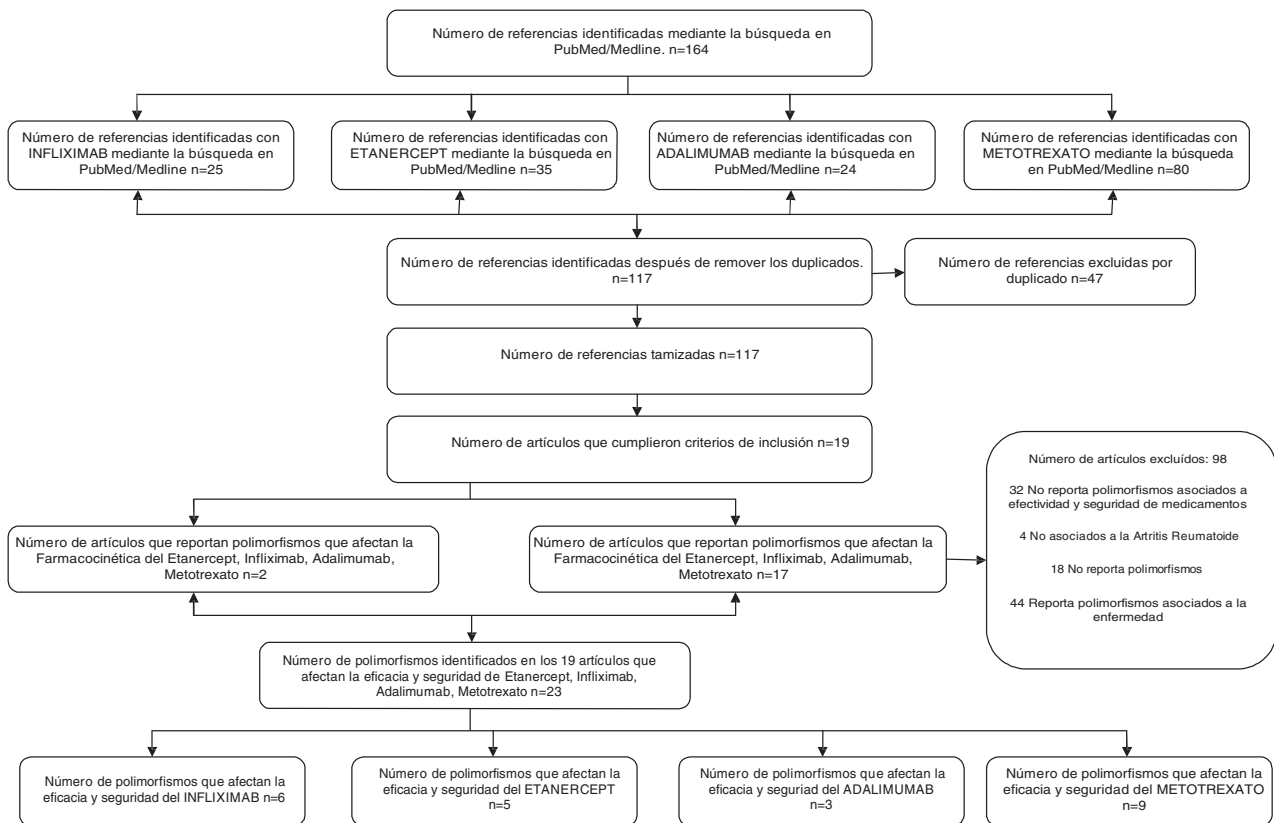 Número de referencias identificadas mediante la búsqueda en
PubMed/Medline. n=164
Número de referencias identificadas con
INFLIXIMAB mediante la búsqueda en
PubMed/Medline n=25
Número de referencias identificadas con
ETANERCEPT mediante la búsqueda en
PubMed/Medline n=35
Número de referencias identificadas con
ADALIMUMAB mediante la búsqueda en
PubMed/Medline n=24
Número de referencias identificadas con
METOTREXATO mediante la búsqueda
en PubMed/Medline n=80
Número de referencias identificadas después de remover los duplicados.
n=117
Número de referencias excluidas por
duplicado n=47
Número de referencias tamizadas n=117
Número de artículos que cumplieron criterios de inclusión n=19
Número de artículos excluídos: 98
32 No reporta polimorfismos asociados a
efectividad y seguridad de medicamentos
4 No asociados a la Artritis Reumatoide
18 No reporta polimorfismos
44 Reporta polimorfismos asociados a la
enfermedad
Número de artículos que reportan polimorfismos que afectan la
Farmacocinética del Etanercept, Infliximab, Adalimumab,
Metotrexato n=2
Número de artículos que reportan polimorfismos que afectan la
Farmacocinética del Etanercept, Infliximab, Adalimumab,
Metotrexato n=17
Número de polimorfismos identificados en los 19 artículos que
afectan la eficacia y seguridad de Etanercept, Infliximab,
Adalimumab, Metotrexato n=23
Número de polimorfismos que afectan la
eficacia y seguridad del INFLIXIMAB n=6
Número de polimorfismos que afectan la
eficacia y seguridad del ETANERCEPT
n=5
Número de polimorfismos que afectan la
eficacia y seguriad del ADALIMUMAB
n=3
Número de polimorfismos que afectan la
eficacia y seguridad del METOTREXATO
n=9